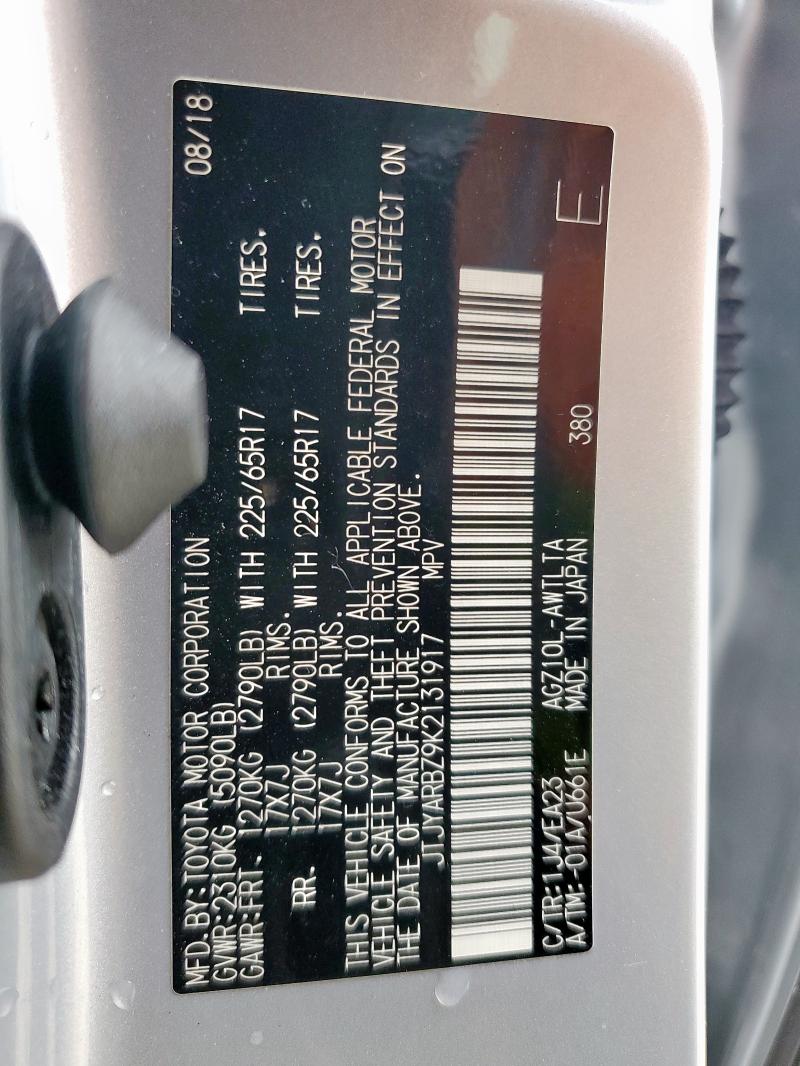 MFD.BY:TOYOTA MOTOR CORPORATION 08/18
GVWR:2310KG (5090LB)
GAWR:FRT. 1270KG (2790LB) WITH 225/65R17 TIRES.
17X7J RIMS.
RR. 1270KG (2790LB) WITH 225/65R17 TIRES.
17X7J RIMS.
THIS VEHICLE CONFORMS TO ALL APPLICABLE FEDERAL MOTOR
VEHICLE SAFETY AND THEFT PREVENTION STANDARDS IN EFFECT ON
THE DATE OF MANUFACTURE SHOWN ABOVE.
JTJYARBZ9K2131917 MPV
C/TR:1J4/EA23 AGZ10L-AWTLTA
A/TM:-01A/U661E MADE IN JAPAN 380 E